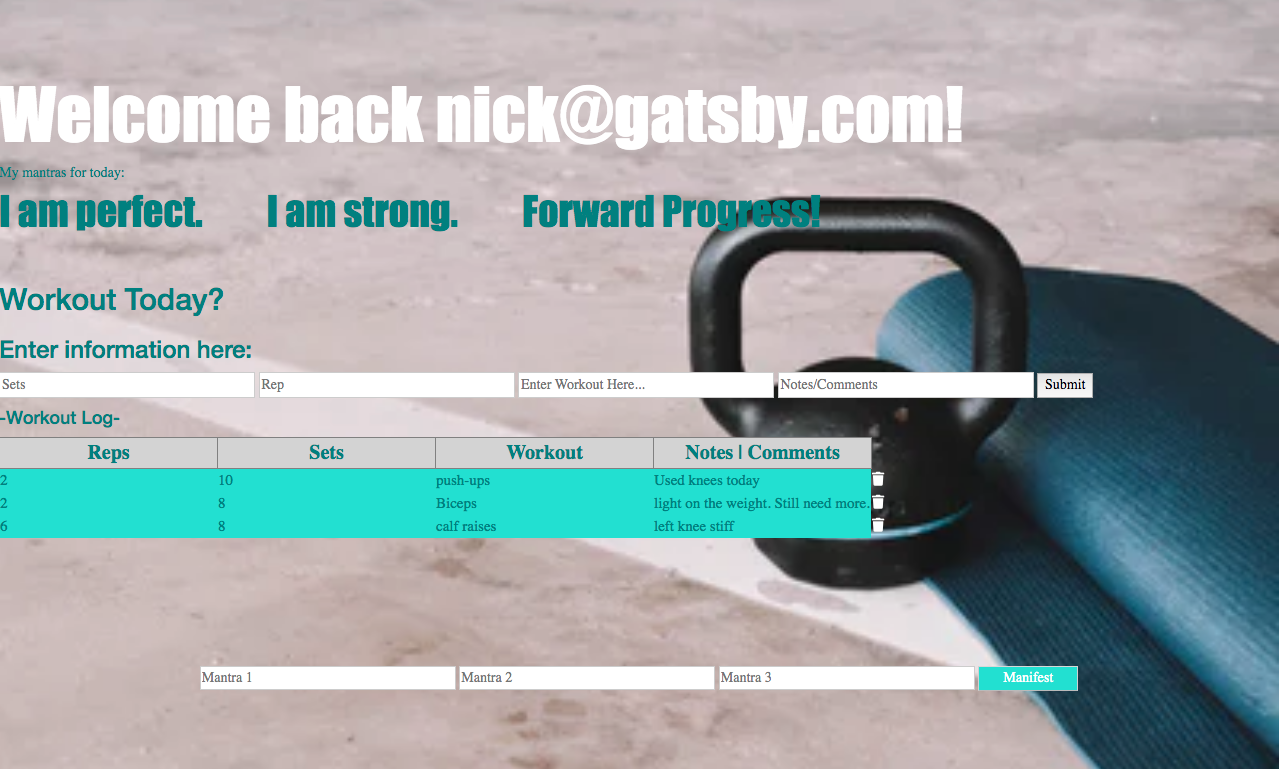 Welcome back nick@gatsby.com!
My mantras for today:
I am perfect. I am strong. Forward Progress!
Workout Today?
Enter information here:
Sets Rep Enter Workout Here... Notes/Comments Submit
-Workout Log-
Reps Sets Workout Notes | Comments
2 10 push-ups Used knees today
2 8 Biceps light on the weight. Still need more.
6 8 calf raises left knee stiff
Mantra 1 Mantra 2 Mantra 3 Manifest